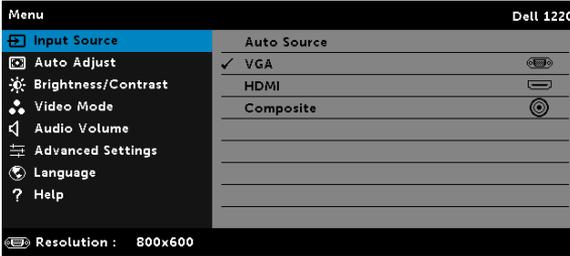 Menu Dell 1220
Input Source
Auto Source
Auto Adjust
✓ VGA
Brightness/Contrast
HDMI
Video Mode
Composite
Audio Volume
Advanced Settings
Language
? Help
Resolution : 800x600